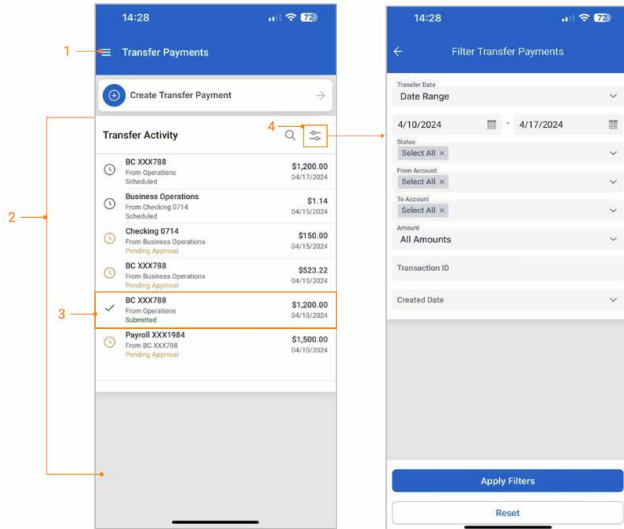 14:28
72
1
Transfer Payments
Create Transfer Payment
2
4
Transfer Activity
BC XXX788
$1,200.00
From Operations
04/17/2024
Scheduled
Business Operations
$1.14
From Checking 0714
04/15/2024
Scheduled
Checking 0714
$150.00
From Business Operations
04/15/2024
Pending Approval
BC XXX788
$523.22
From Business Operations
04/15/2024
Pending Approval
3
BC XXX788
$1,200.00
From Operations
04/10/2024
Submitted
Payroll XXX1984
$1,500.00
From BC XXX788
04/10/2024
Pending Approval
14:28
72
Filter Transfer Payments
Transfer Date
Date Range
4/10/2024 - 4/17/2024
Status
Select All ×
From Account
Select All ×
To Account
Select All ×
Amount
All Amounts
Transaction ID
Created Date
Apply Filters
Reset